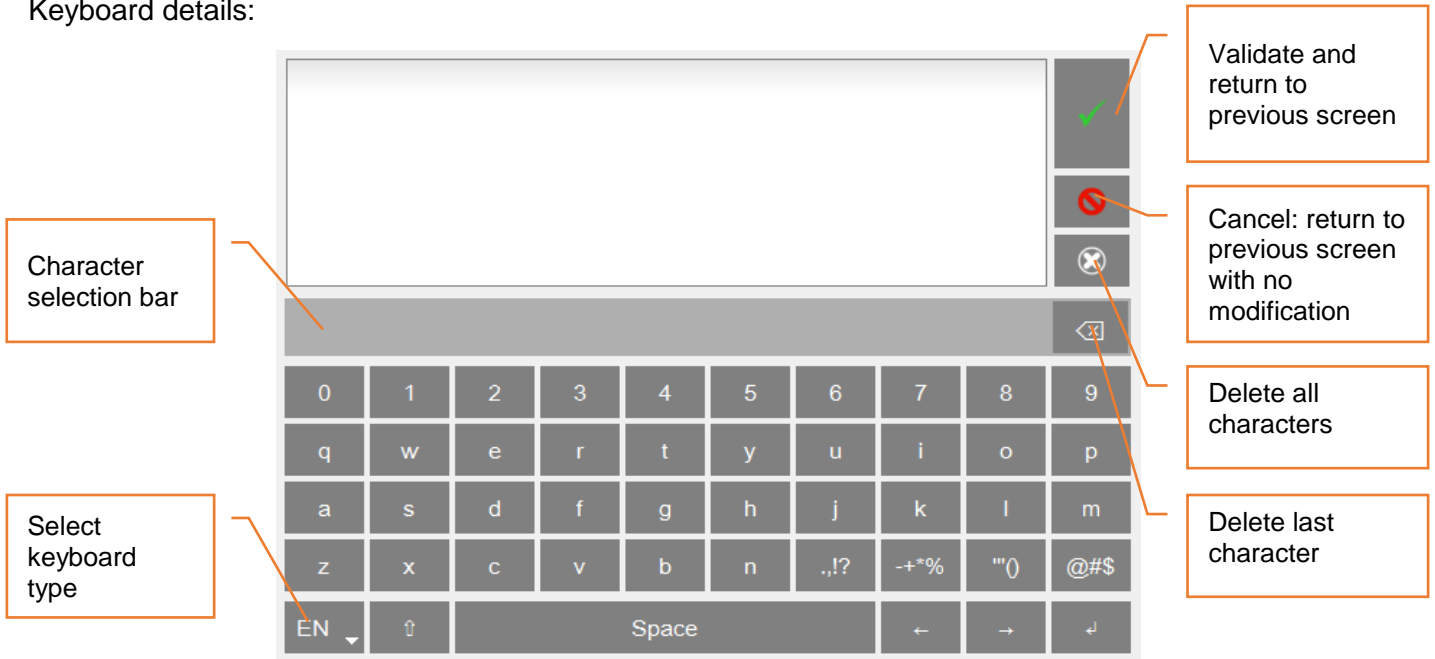 Keyboard details:
Validate and
return to
previous screen
Cancel: return to
previous screen
with no
modification
Character
selection bar
Delete all
characters
Delete last
character
Select
keyboard
type
0 1 2 3 4 5 6 7 8 9
q w e r t y u i o p
a s d f g h j k l m
z x c v b n .,!? -+*% '"() @#$
EN ⇧ Space ← → ↲